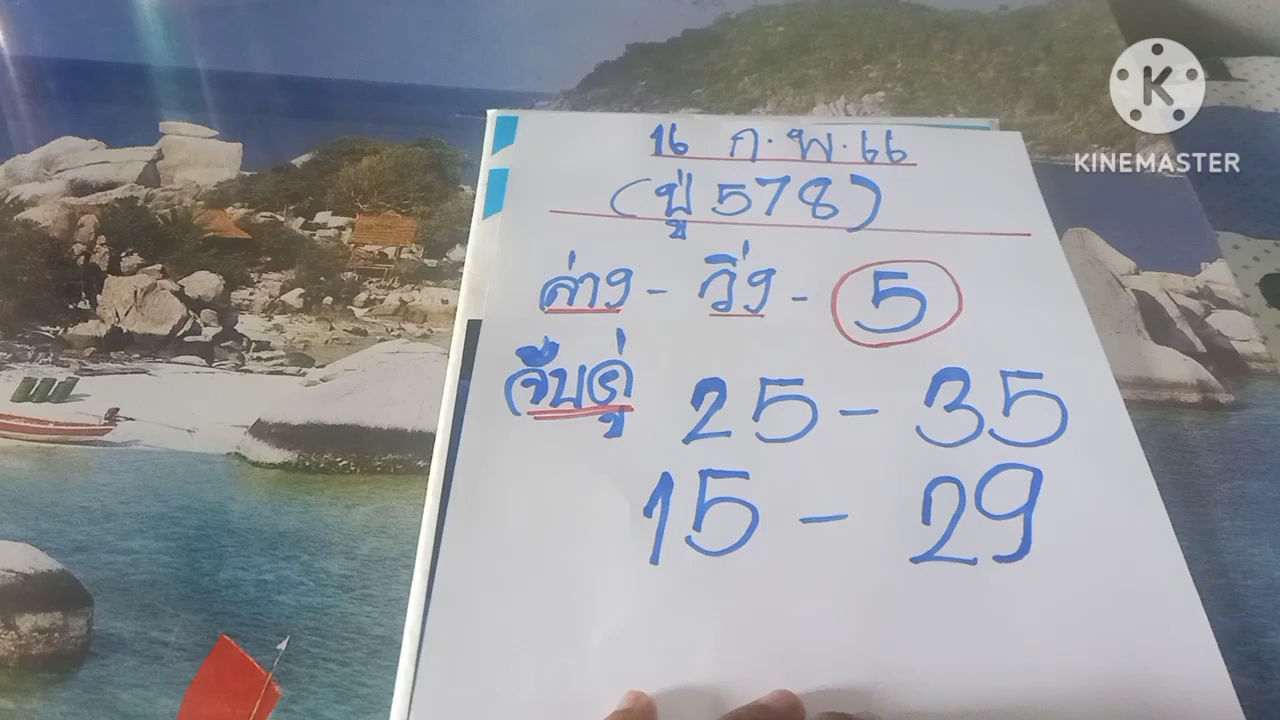 16 ก.พ.66
(ปู่ 578)
ล่าง - วิ่ง - 5
จับคู่ 25 - 35
15 - 29
K
KINEMASTER